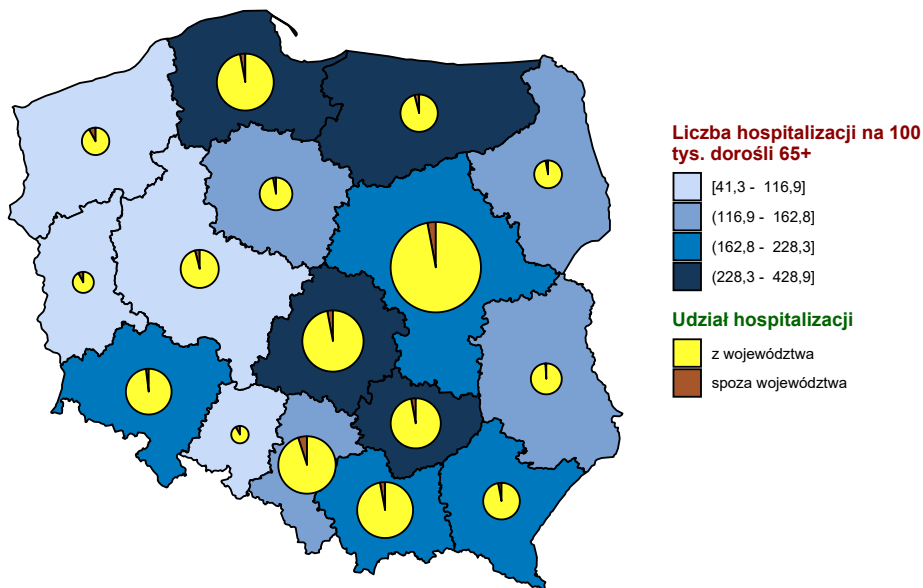 Liczba hospitalizacji na 100
tys. dorośli 65+
[41,3 - 116,9]
(116,9 - 162,8]
(162,8 - 228,3]
(228,3 - 428,9]
Udział hospitalizacji
z województwa
spoza województwa